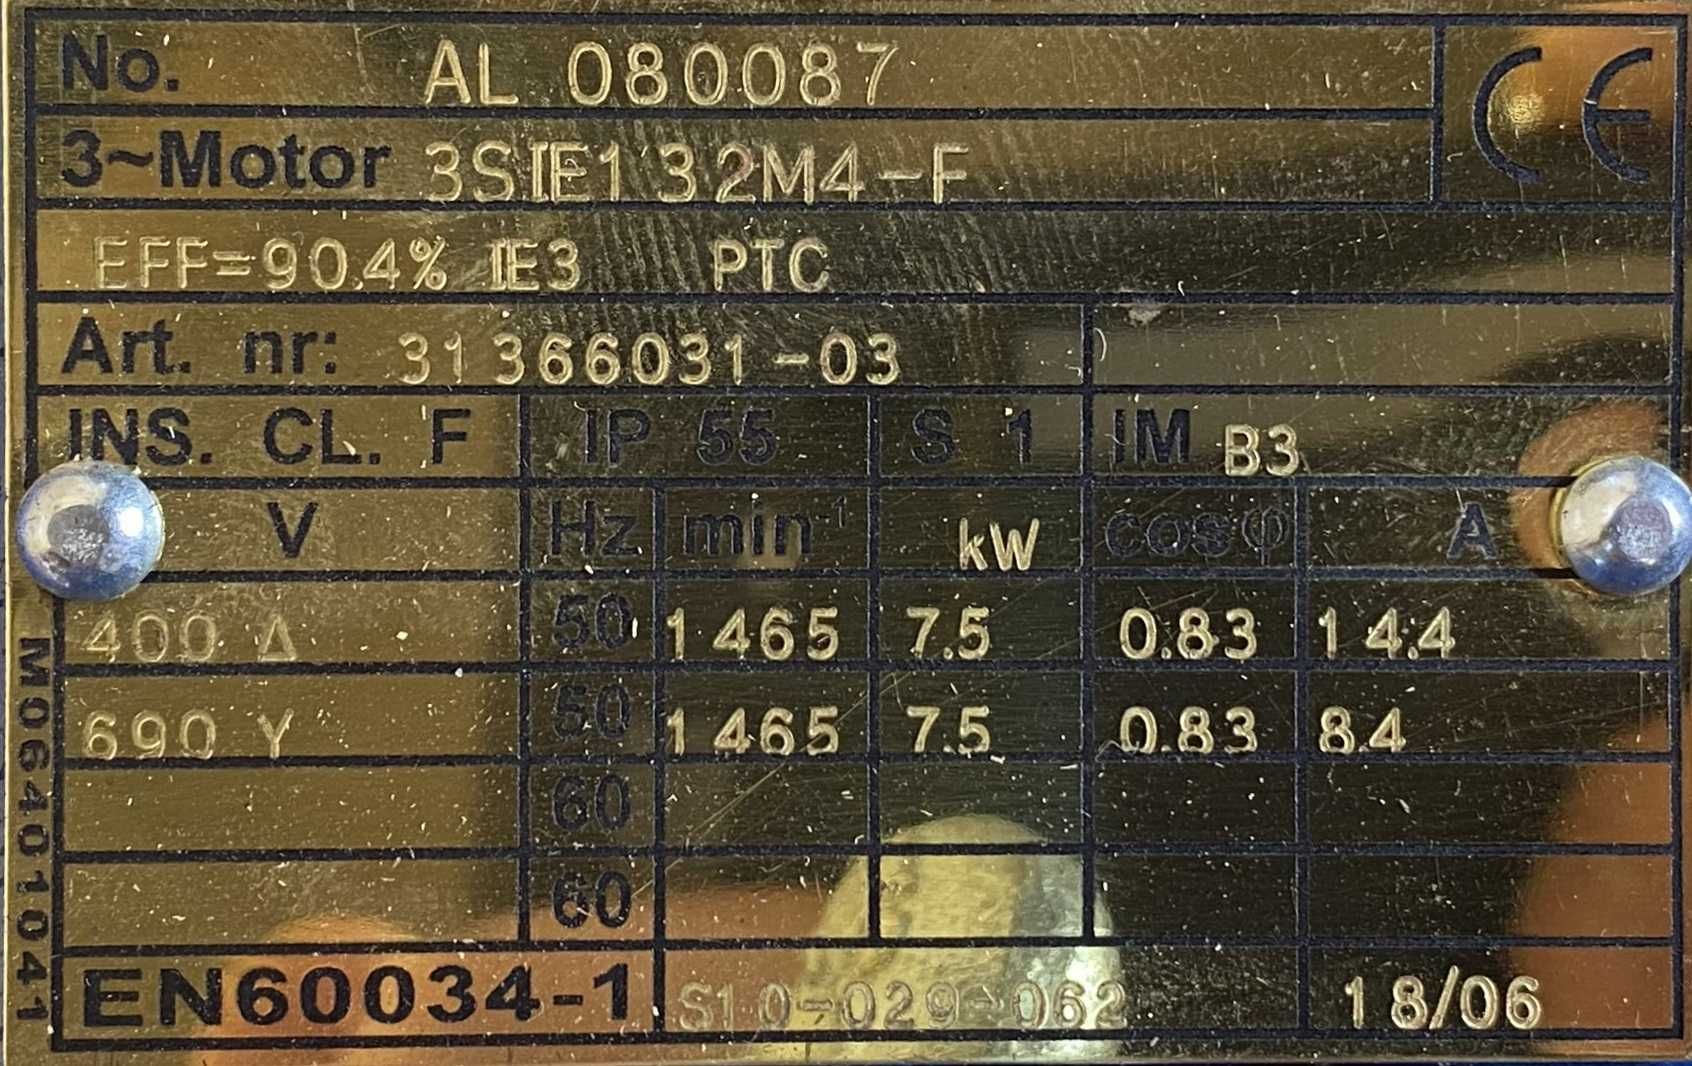 No. AL 080087 CE
3~Motor 3SIE132M4-F
EFF=90.4% IE3 PTC
Art. nr: 31366031-03
INS. CL. F IP 55 S 1 IM B3
V Hz min-1 kW cosφ A
400 Δ 50 1465 7.5 0.83 14.4
690 Y 50 1465 7.5 0.83 8.4
60
60
EN60034-1 S10-029-062 18/06
M06401041